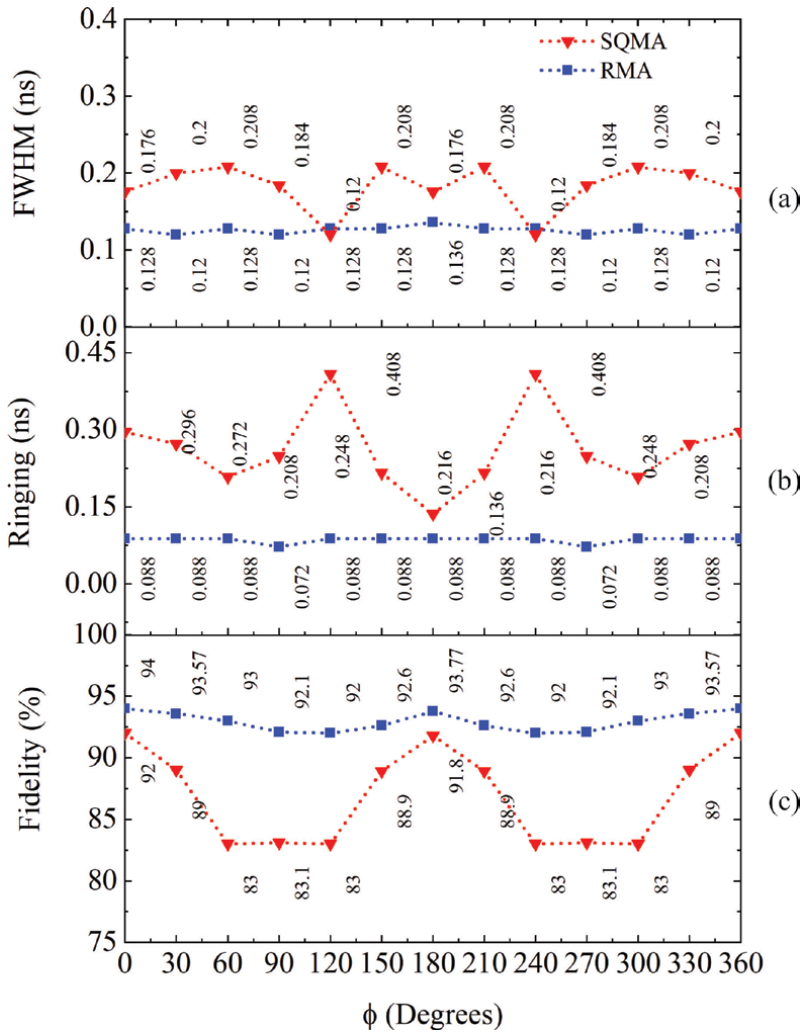 0.4
SQMA
RMA
0.3
FWHM (ns)
0.176 0.2 0.208 0.184 0.12 0.208 0.176 0.208 0.12 0.184 0.208 0.2
0.2
(a)
0.1
0.128 0.12 0.128 0.12 0.128 0.128 0.136 0.128 0.128 0.12 0.128 0.12
0.0
0.45
0.408 0.408
0.30
Ringing (ns)
0.296 0.272 0.208 0.248 0.216 0.136 0.216 0.248 0.208
(b)
0.15
0.00
0.088 0.088 0.088 0.072 0.088 0.088 0.088 0.088 0.088 0.072 0.088 0.088
100
94 93.57 93 92.1 92 92.6 93.77 92.6 92 92.1 93 93.57
95
90
Fidelity (%)
92 89 88.9 91.8 88.9 89
(c)
85
83 83.1 83 83 83.1 83
80
75
0 30 60 90 120 150 180 210 240 270 300 330 360
ϕ (Degrees)